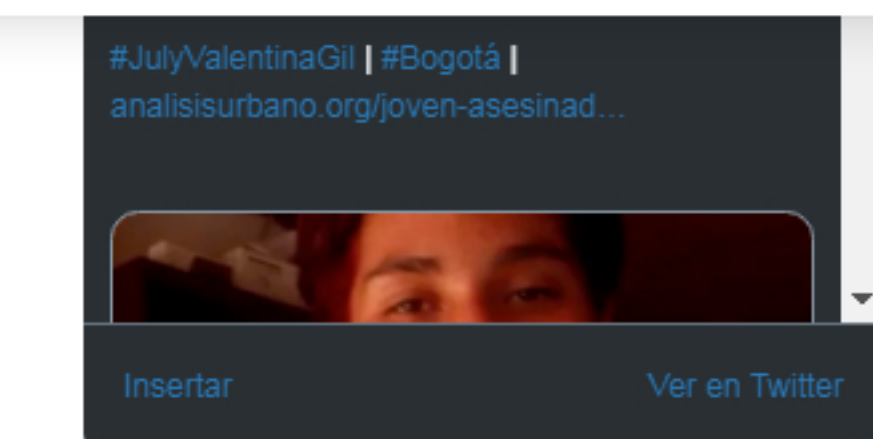 #JulyValentinaGil | #Bogotá |
analisisurbano.org/joven-asesinad...
Insertar
Ver en Twitter